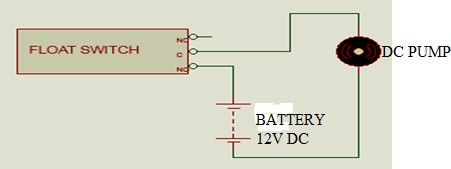 NC
FLOAT SWITCH
C
DC PUMP
NO
BATTERY
12V DC